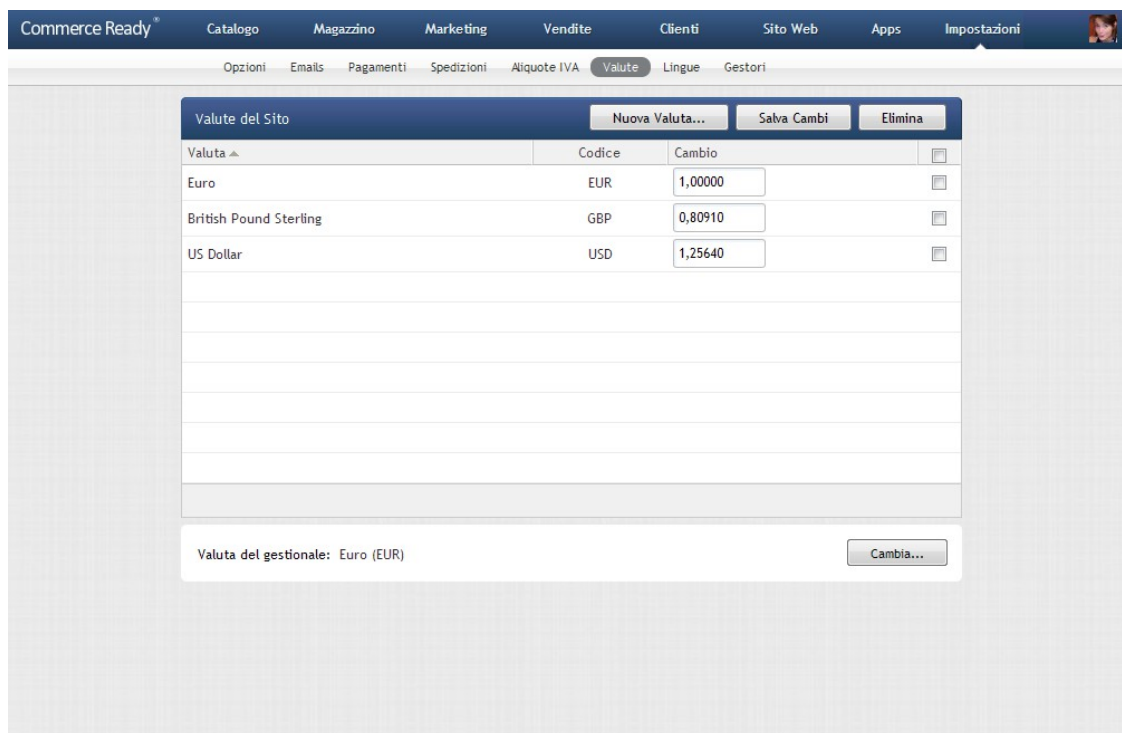 Commerce Ready® Catalogo Magazzino Marketing Vendite Clienti Sito Web Apps Impostazioni
Opzioni Emails Pagamenti Spedizioni Aliquote IVA Valute Lingue Gestori
Valute del Sito Nuova Valuta... Salva Cambi Elimina
Valuta Codice Cambio
Euro EUR 1,00000
British Pound Sterling GBP 0,80910
US Dollar USD 1,25640
Valuta del gestionale: Euro (EUR) Cambia...